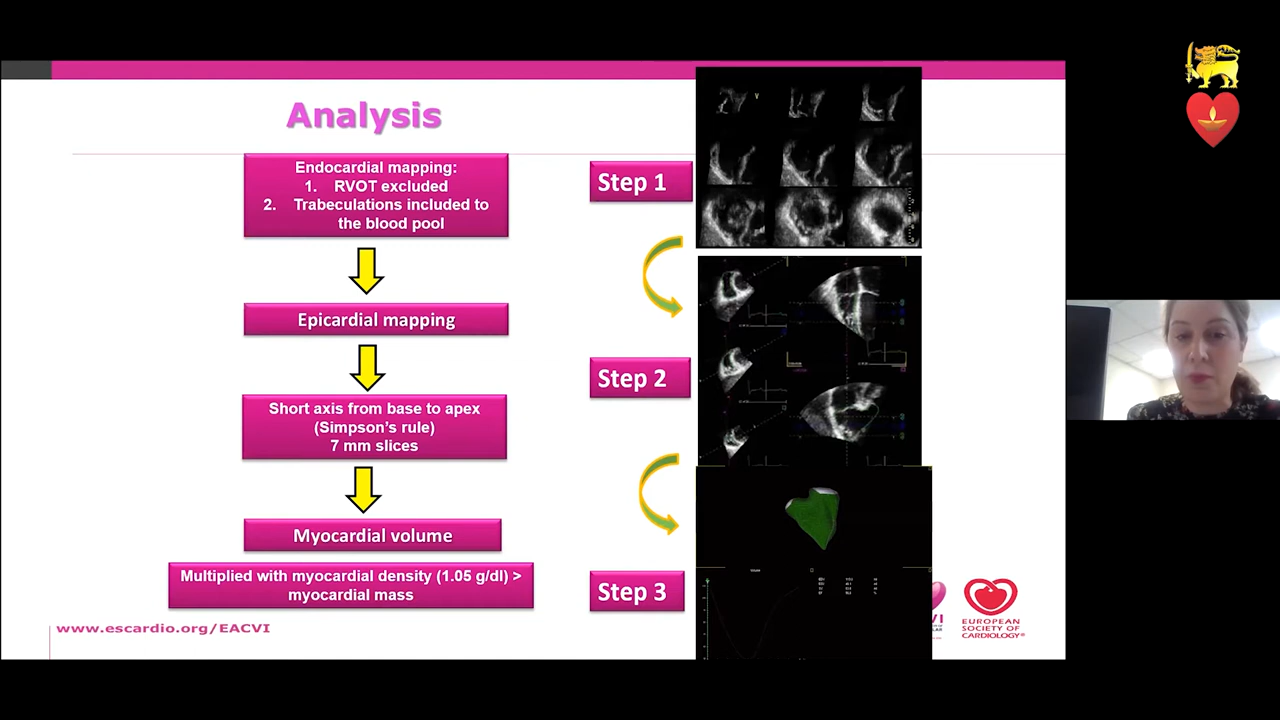 Analysis
Endocardial mapping:
1. RVOT excluded
2. Trabeculations included to
the blood pool
Epicardial mapping
Short axis from base to apex
(Simpson's rule)
7 mm slices
Myocardial volume
Multiplied with myocardial density (1.05 g/dl) >
myocardial mass
Step 1
Step 2
Step 3
www.escardio.org/EACVI
VI
EUROPEAN
SOCIETY OF
CARDIOLOGY®